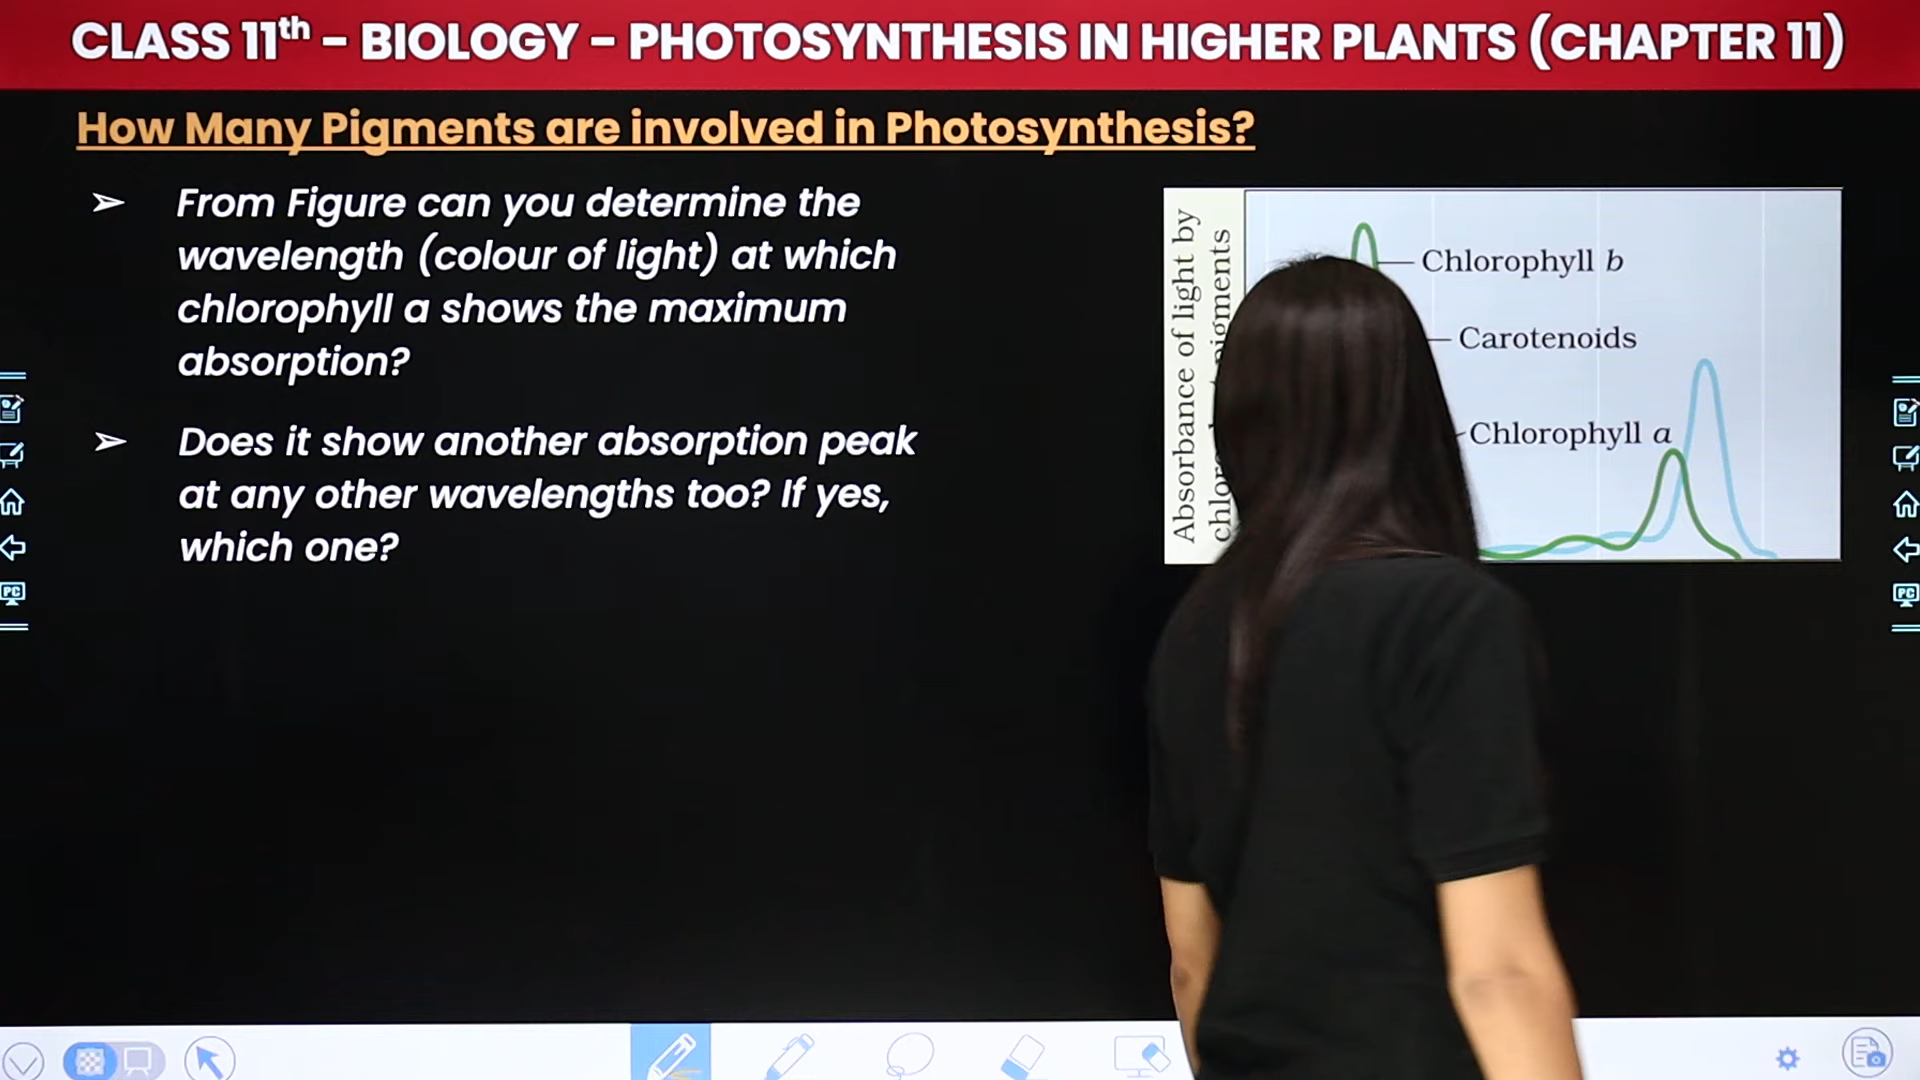 CLASS 11th - BIOLOGY - PHOTOSYNTHESIS IN HIGHER PLANTS (CHAPTER 11)
How Many Pigments are involved in Photosynthesis?
➢ From Figure can you determine the
wavelength (colour of light) at which
chlorophyll a shows the maximum
absorption?
➢ Does it show another absorption peak
at any other wavelengths too? If yes,
which one?
Absorbance of light by
Chlorophyll b
Carotenoids
Chlorophyll a
PC
PC